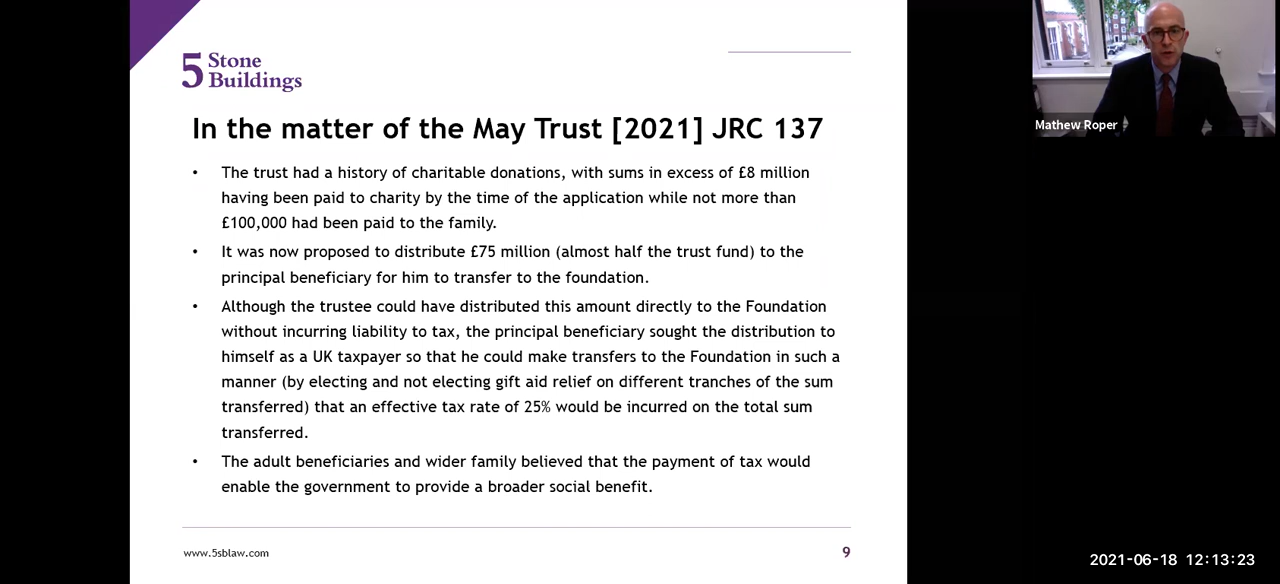 5 Stone
Buildings
In the matter of the May Trust [2021] JRC 137
• The trust had a history of charitable donations, with sums in excess of £8 million
having been paid to charity by the time of the application while not more than
£100,000 had been paid to the family.
• It was now proposed to distribute £75 million (almost half the trust fund) to the
principal beneficiary for him to transfer to the foundation.
• Although the trustee could have distributed this amount directly to the Foundation
without incurring liability to tax, the principal beneficiary sought the distribution to
himself as a UK taxpayer so that he could make transfers to the Foundation in such a
manner (by electing and not electing gift aid relief on different tranches of the sum
transferred) that an effective tax rate of 25% would be incurred on the total sum
transferred.
• The adult beneficiaries and wider family believed that the payment of tax would
enable the government to provide a broader social benefit.
www.5sblaw.com
9
Mathew Roper
2021-06-18 12:13:23